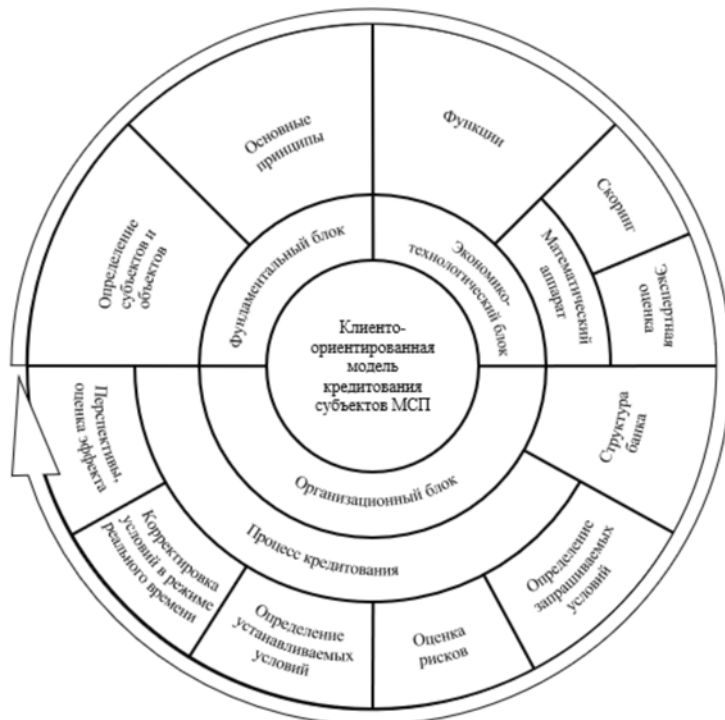 Основные
принципы
Функции
Скоринг
Экспертная
оценка
Определение
субъектов и
объектов
Фундаментальный блок
Экономико-
технологический блок
Математический
аппарат
Клиенто-
ориентированная
модель
кредитования
субъектов МСП
Структура
банка
Организационный блок
Процесс кредитования
Определение
запрашиваемых
условий
Оценка
рисков
Определение
устанавливаемых
условий
Корректировка
условий в режиме
реального времени
Перспективы,
оценка эффекта